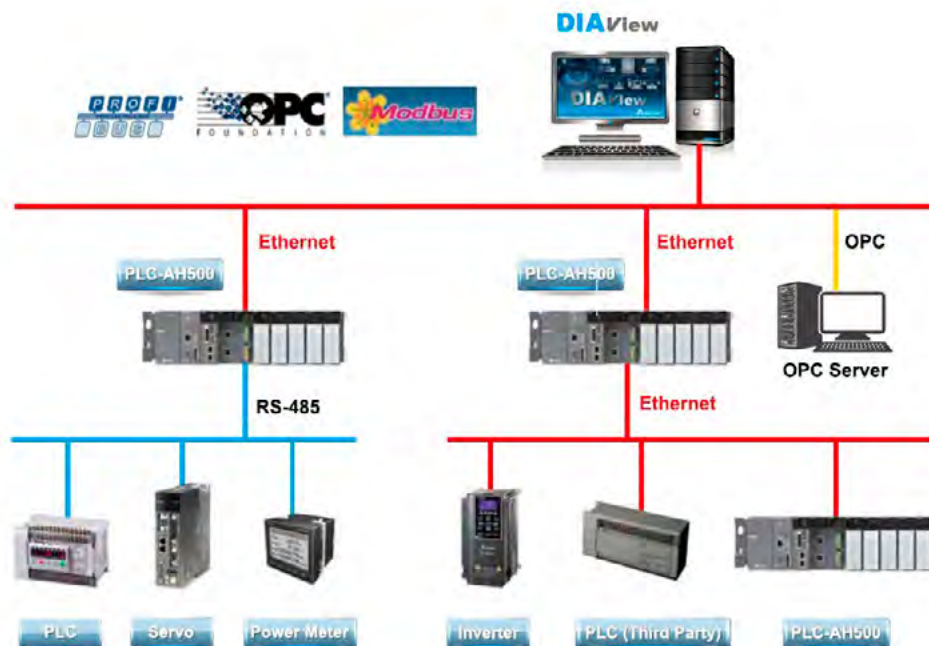 DIAView
PROFI
BUS
OPC
FOUNDATION
Modbus
DIAView
Ethernet
Ethernet
OPC
PLC-AH500
PLC-AH500
OPC Server
RS-485
Ethernet
PLC
Servo
Power Meter
Inverter
PLC (Third Party)
PLC-AH500